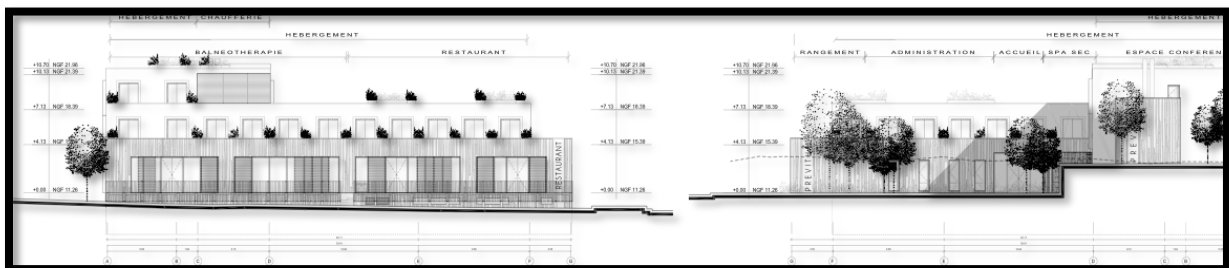 HEBERGEMENT CHAUFFERIE
HEBERGEMENT
BALNEOTHERAPIE RESTAURANT
+10.70 NGF 21.96
+10.13 NGF 21.39
+7.13 NGF 18.39
+4.13 NGF 15.39
+0.00 NGF 11.26
RESTAURANT
A B C D E F G
+10.70 NGF 21.96
+10.13 NGF 21.39
+7.13 NGF 18.39
+4.13 NGF 15.39
+0.00 NGF 11.26
HEBERGEMENT
HEBERGEMENT
RANGEMENT ADMINISTRATION ACCUEIL SPA SEC ESPACE CONFEREN
+10.70 NGF 21.96
+10.13 NGF 21.39
+7.13 NGF 18.39
+4.13 NGF 15.39
+0.00 NGF 11.26
PREVIT
PREVI
G F E D C B